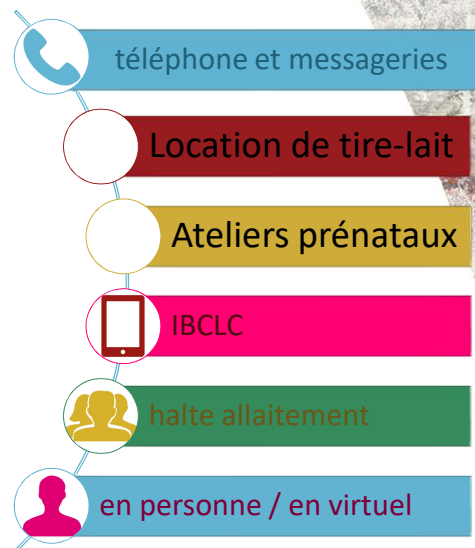 téléphone et messageries
Location de tire-lait
Ateliers prénataux
IBCLC
halte allaitement
en personne / en virtuel